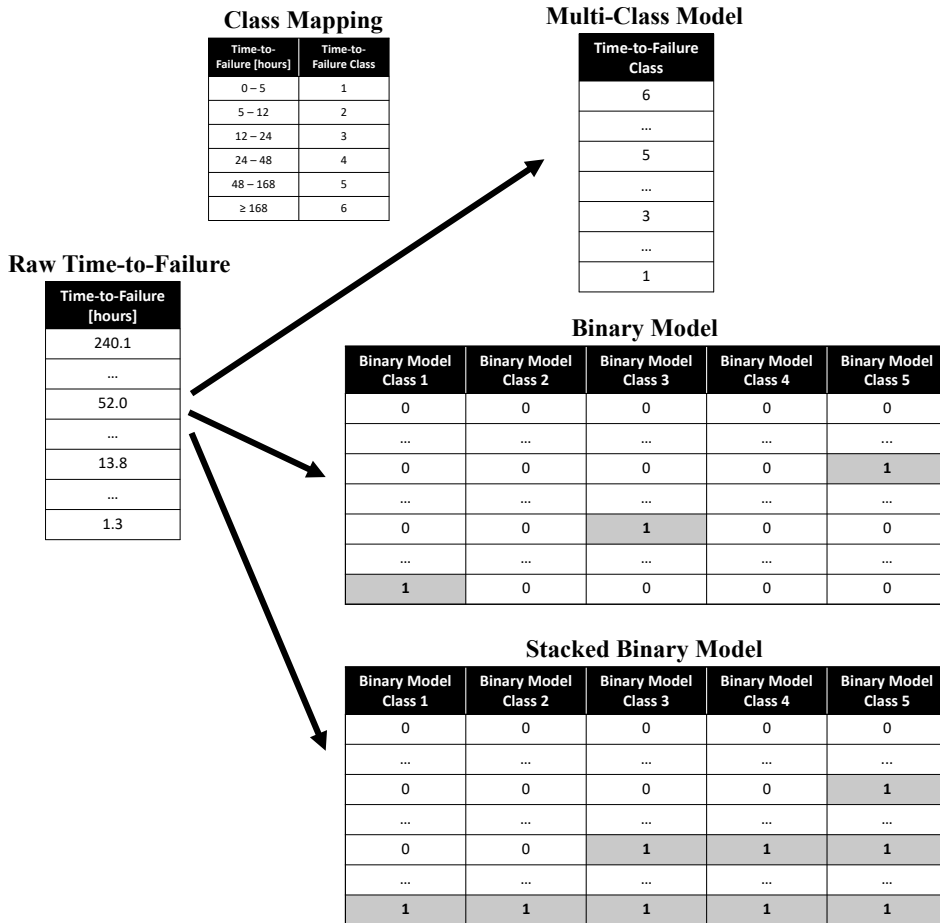 Class Mapping
Time-to-Failure [hours] Time-to-Failure Class
0 – 5 1
5 – 12 2
12 – 24 3
24 – 48 4
48 – 168 5
≥ 168 6
Multi-Class Model
Time-to-Failure Class
6
...
5
...
3
...
1
Raw Time-to-Failure
Time-to-Failure [hours]
240.1
...
52.0
...
13.8
...
1.3
Binary Model
Binary Model Class 1 Binary Model Class 2 Binary Model Class 3 Binary Model Class 4 Binary Model Class 5
0 0 0 0 0
... ... ... ... ...
0 0 0 0 1
... ... ... ... ...
0 0 1 0 0
... ... ... ... ...
1 0 0 0 0
Stacked Binary Model
Binary Model Class 1 Binary Model Class 2 Binary Model Class 3 Binary Model Class 4 Binary Model Class 5
0 0 0 0 0
... ... ... ... ...
0 0 0 0 1
... ... ... ... ...
0 0 1 1 1
... ... ... ... ...
1 1 1 1 1